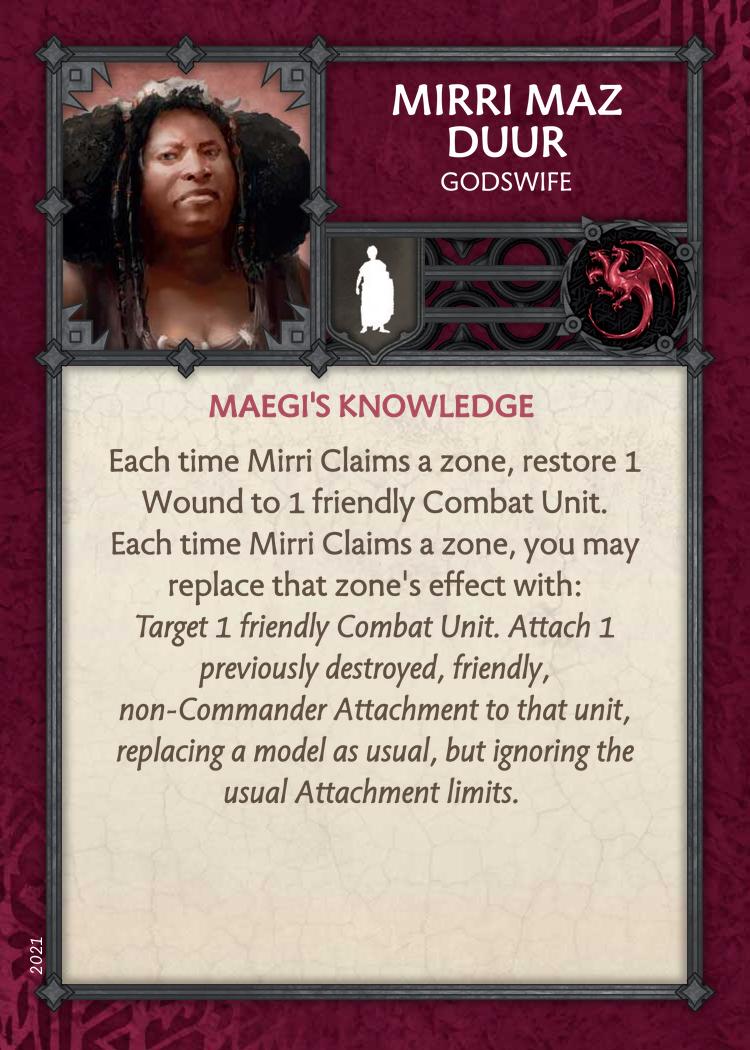 MIRRI MAZ
DUUR
GODSWIFE
MAEGI'S KNOWLEDGE
Each time Mirri Claims a zone, restore 1
Wound to 1 friendly Combat Unit.
Each time Mirri Claims a zone, you may
replace that zone's effect with:
Target 1 friendly Combat Unit. Attach 1
previously destroyed, friendly,
non-Commander Attachment to that unit,
replacing a model as usual, but ignoring the
usual Attachment limits.
2021